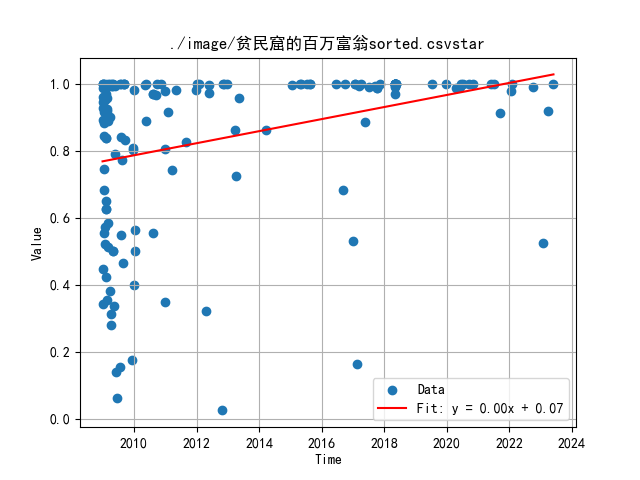 ./image/贫民窟的百万富翁sorted.csvstar
Value
1.0
0.8
0.6
0.4
0.2
0.0
Data
Fit: y = 0.00x + 0.07
2010 2012 2014 2016 2018 2020 2022 2024
Time